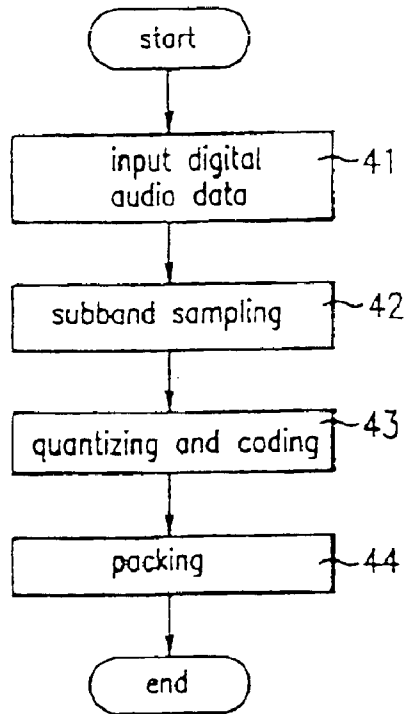 start
input digital
audio data
41
subband sampling
42
quantizing and coding
43
packing
44
end